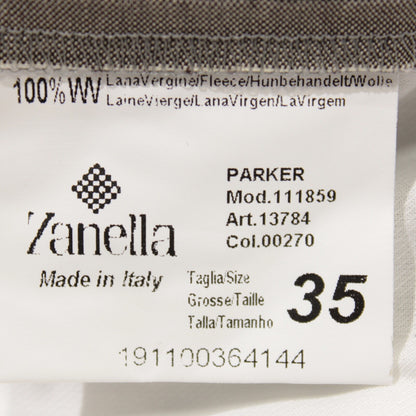 100% WV LanaVergine/Fleece/Hunbehandelt/Wolle
LaineVierge/LanaVirgen/LaVirgem
Zanella
Made in Italy
PARKER
Mod.111859
Art.13784
Col.00270
Taglia/Size
Grosse/Taille
Talla/Tamanho
35
191100364144